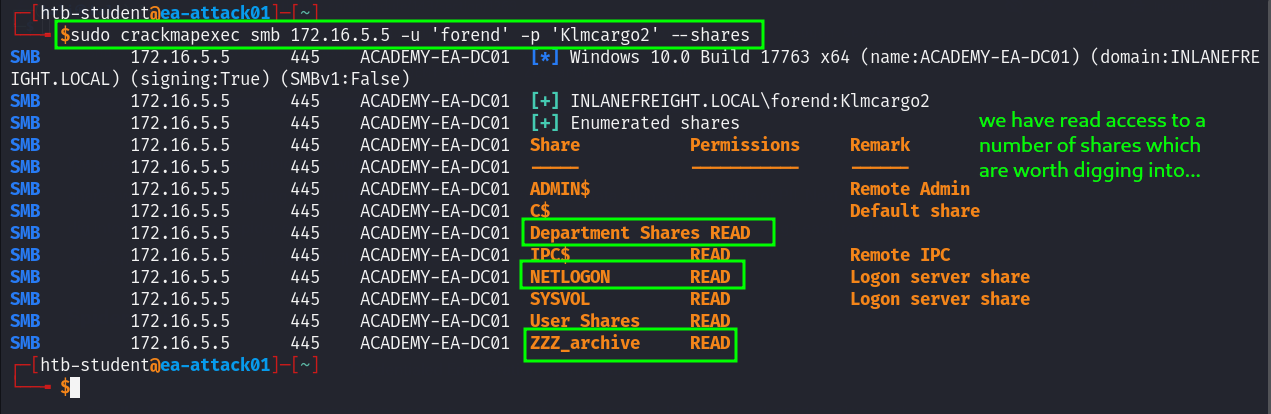 [htb-student@ea-attack01]-[~]
$sudo crackmapexec smb 172.16.5.5 -u 'forend' -p 'Klmcargo2' --shares
SMB 172.16.5.5 445 ACADEMY-EA-DC01 [*] Windows 10.0 Build 17763 x64 (name:ACADEMY-EA-DC01) (domain:INLANEFRE
IGHT.LOCAL) (signing:True) (SMBv1:False)
SMB 172.16.5.5 445 ACADEMY-EA-DC01 [+] INLANEFREIGHT.LOCAL\forend:Klmcargo2
SMB 172.16.5.5 445 ACADEMY-EA-DC01 [+] Enumerated shares
SMB 172.16.5.5 445 ACADEMY-EA-DC01 Share Permissions Remark
SMB 172.16.5.5 445 ACADEMY-EA-DC01 ----- ----------- ------
SMB 172.16.5.5 445 ACADEMY-EA-DC01 ADMIN$ Remote Admin
SMB 172.16.5.5 445 ACADEMY-EA-DC01 C$ Default share
SMB 172.16.5.5 445 ACADEMY-EA-DC01 Department Shares READ
SMB 172.16.5.5 445 ACADEMY-EA-DC01 IPC$ READ Remote IPC
SMB 172.16.5.5 445 ACADEMY-EA-DC01 NETLOGON READ Logon server share
SMB 172.16.5.5 445 ACADEMY-EA-DC01 SYSVOL READ Logon server share
SMB 172.16.5.5 445 ACADEMY-EA-DC01 User Shares READ
SMB 172.16.5.5 445 ACADEMY-EA-DC01 ZZZ_archive READ
[htb-student@ea-attack01]-[~]
$
we have read access to a
number of shares which
are worth digging into...